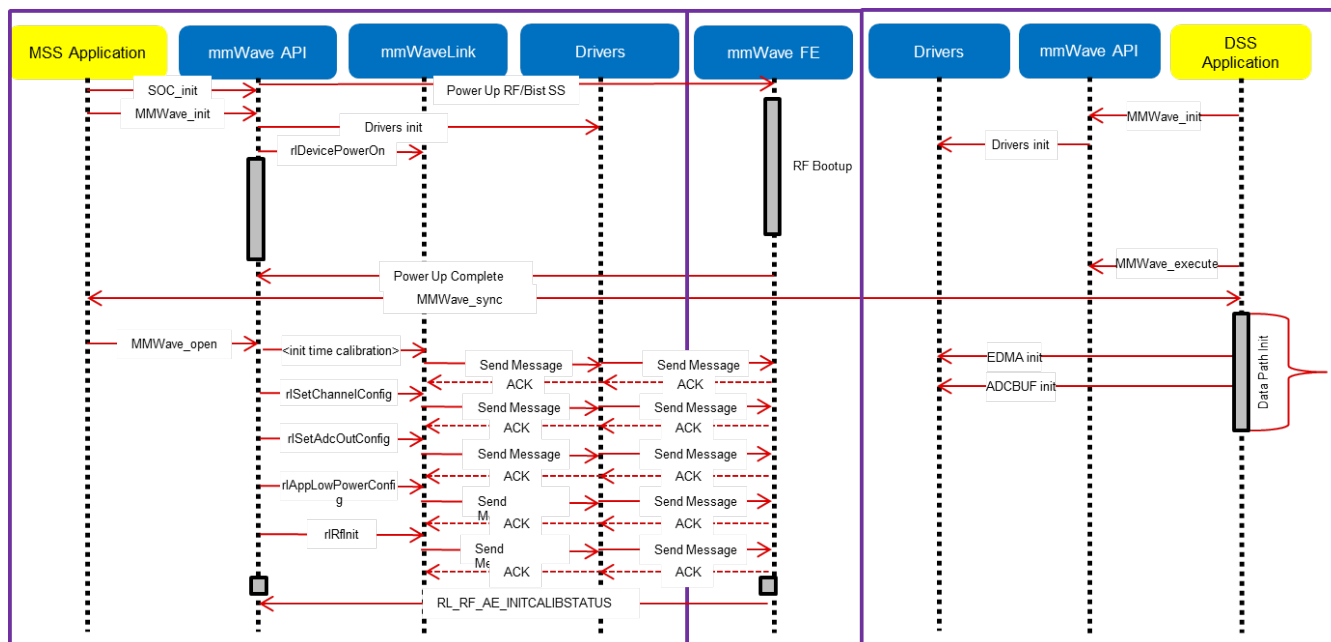 MSS Application
mmWave API
mmWaveLink
Drivers
mmWave FE
Drivers
mmWave API
DSS
Application
SOC_init
Power Up RF/Bist SS
MMWave_init
MMWave_init
Drivers init
Drivers init
rlDevicePowerOn
RF Bootup
MMWave_execute
Power Up Complete
MMWave_sync
MMWave_open
<init time calibration>
Send Message
Send Message
EDMA init
ACK
ACK
ADCBUF init
Data Path Init
rlSetChannelConfig
Send Message
Send Message
ACK
ACK
rlSetAdcOutConfig
Send Message
Send Message
ACK
ACK
rlAppLowPowerConfi
g
Send
Send Message
ACK
ACK
rlRfInit
Send
Send Message
ACK
ACK
RL_RF_AE_INITCALIBSTATUS